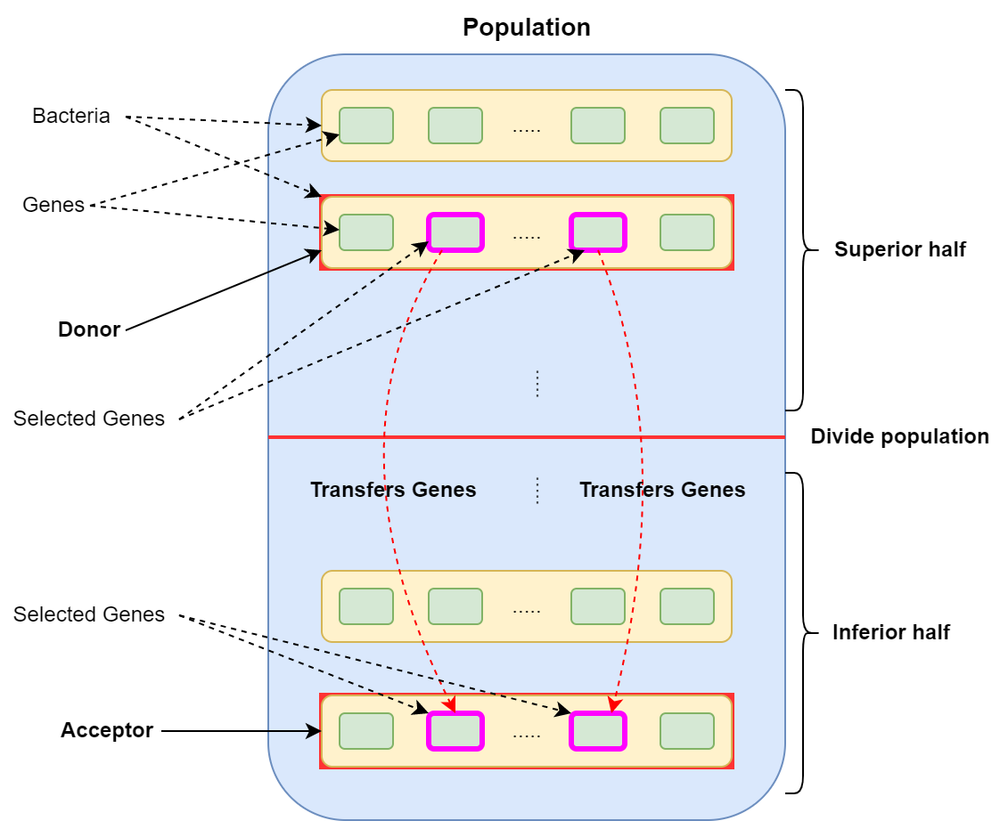 Population
Bacteria
.....
Genes
.....
Superior half
Donor
Selected Genes
Divide population
Transfers Genes
Transfers Genes
Selected Genes
.....
Inferior half
Acceptor
.....